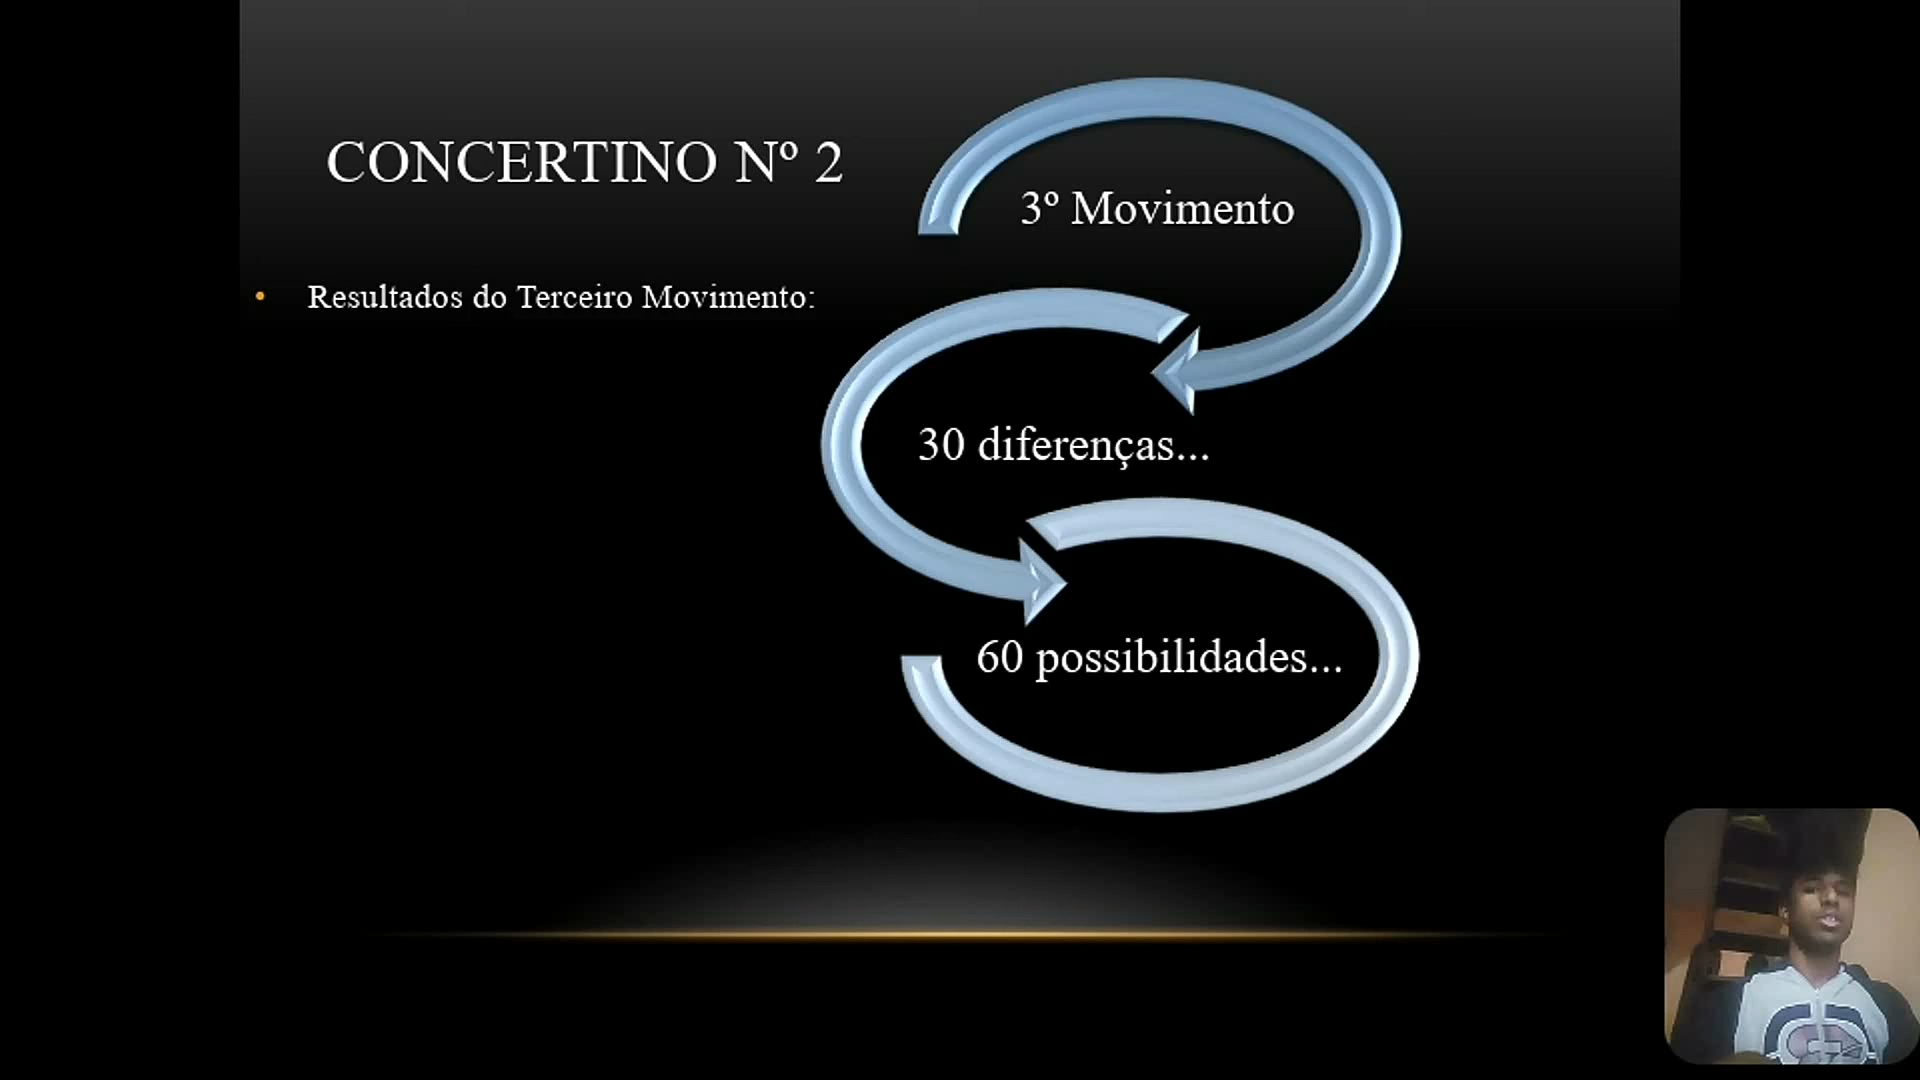 CONCERTINO Nº 2
3º Movimento
• Resultados do Terceiro Movimento:
30 diferenças...
60 possibilidades...